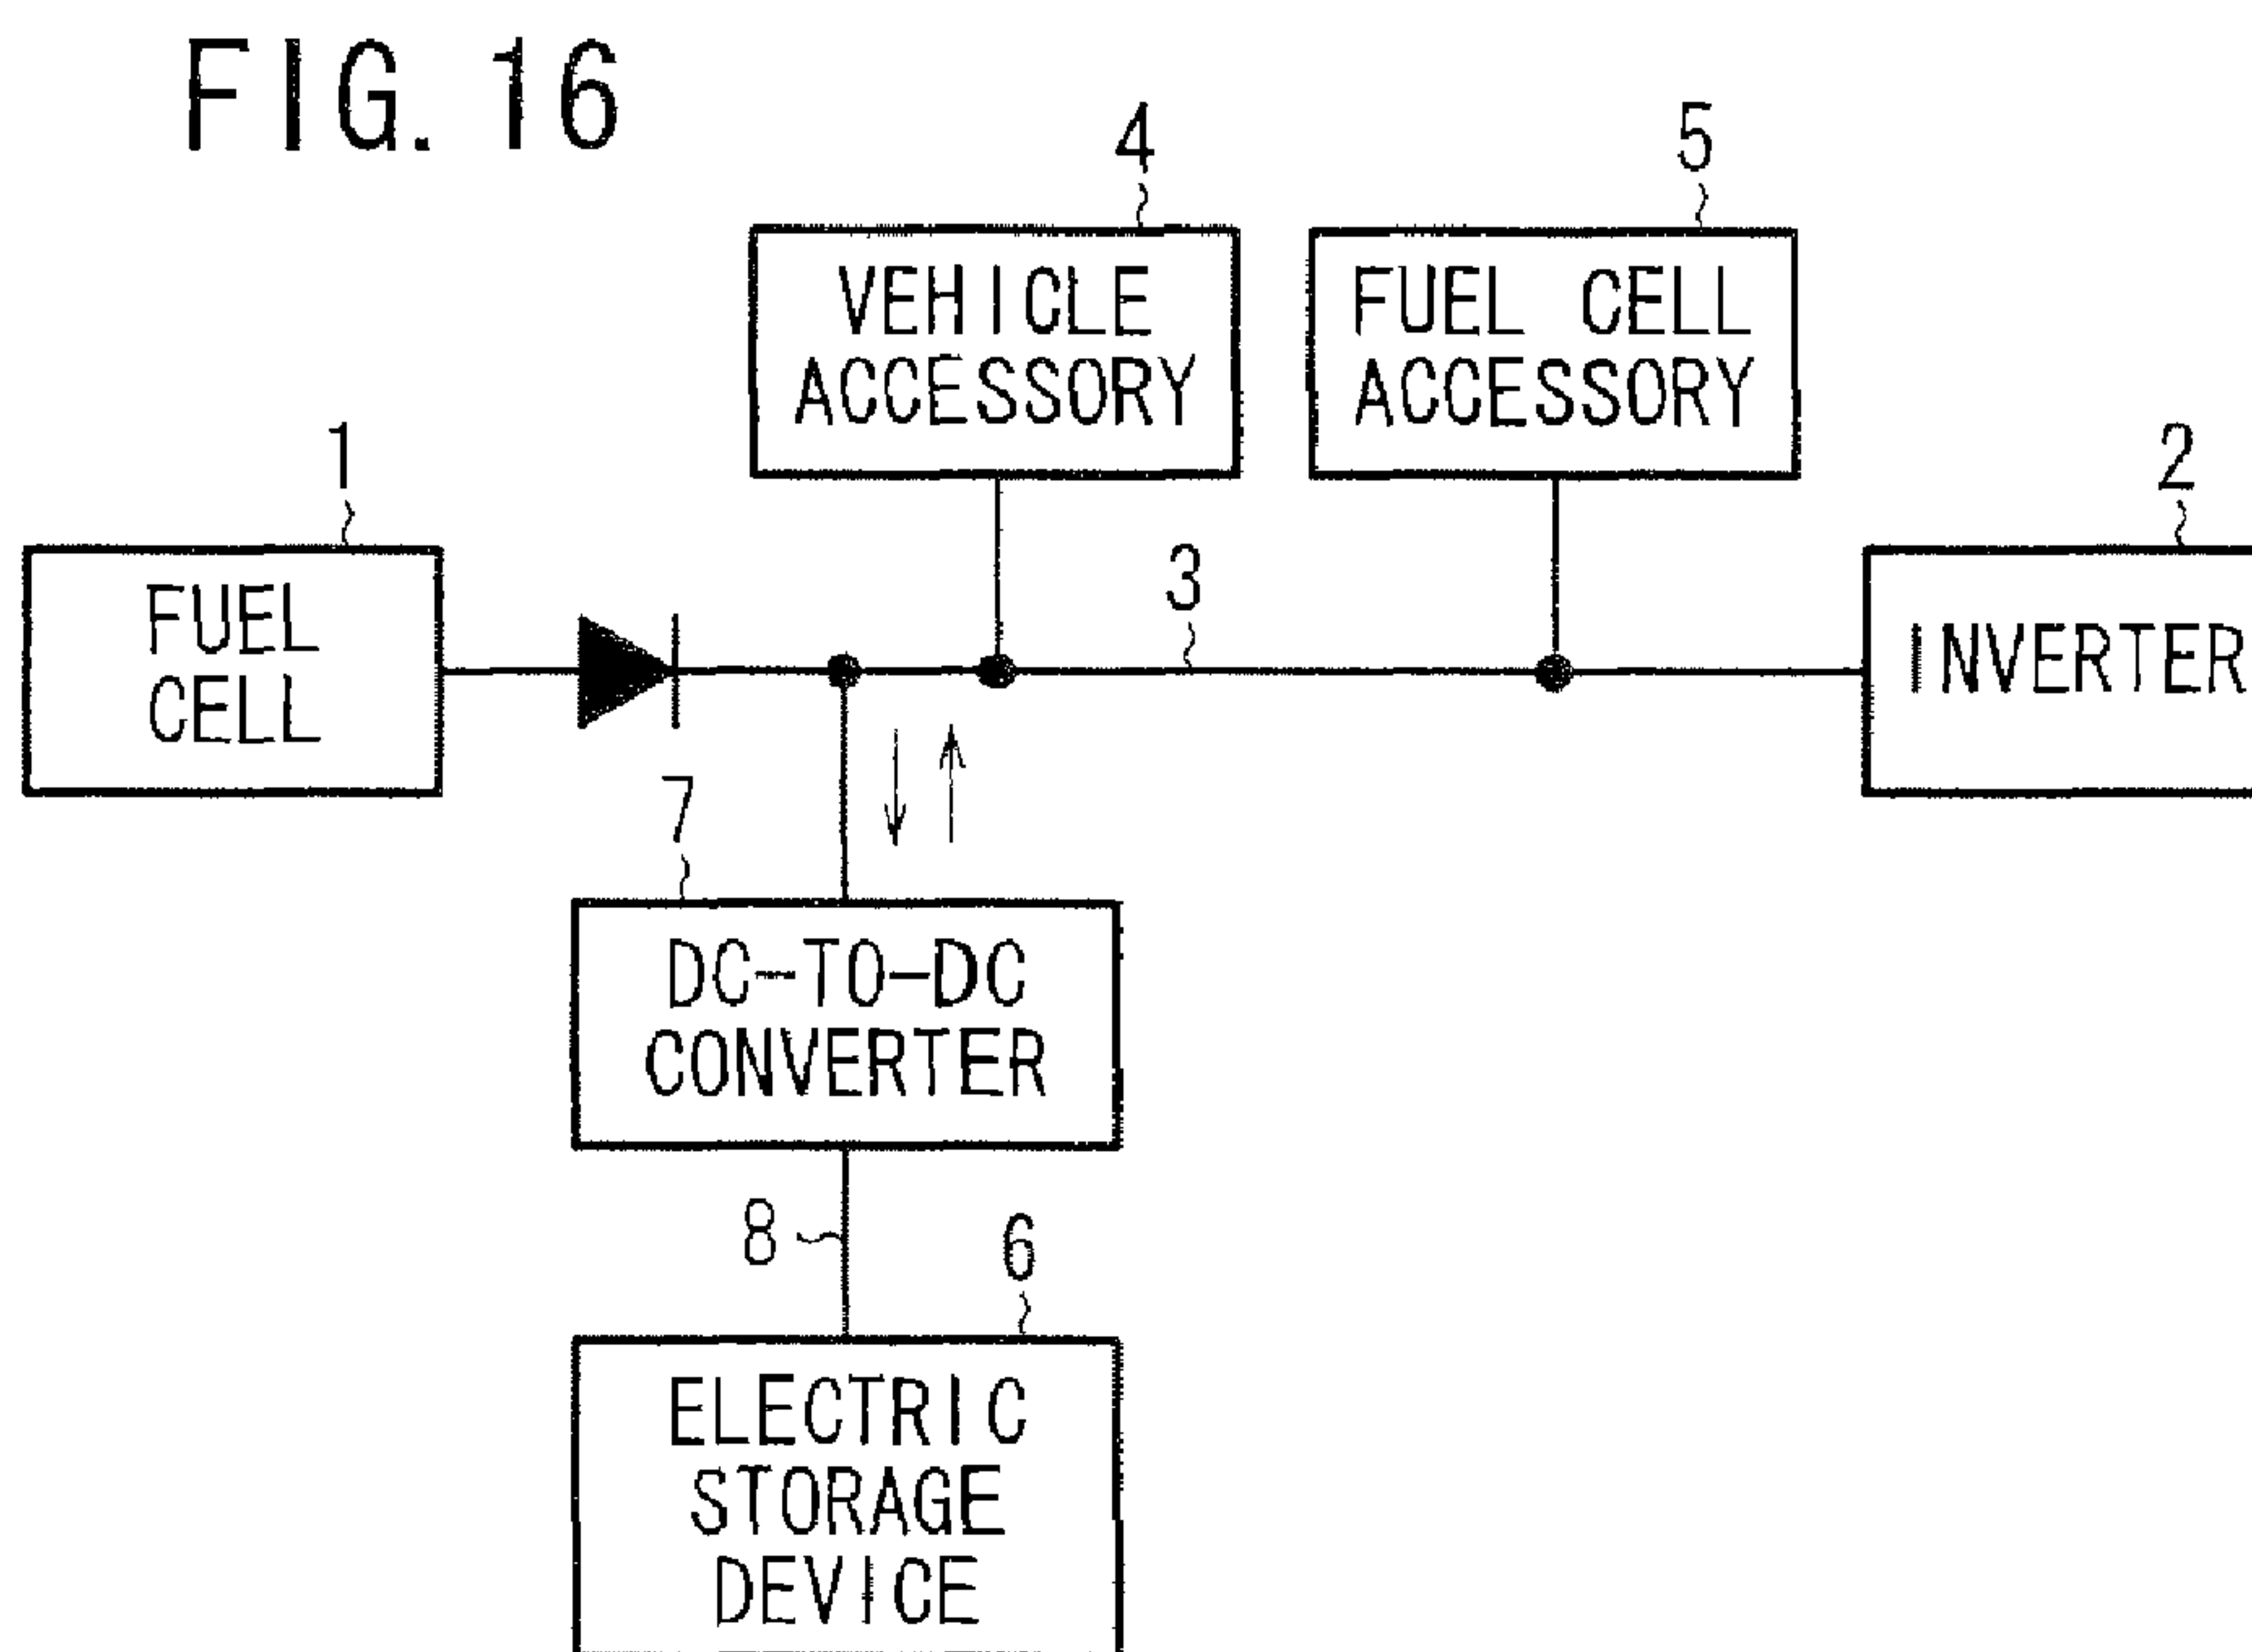 FIG. 16
4
5
VEHICLE
ACCESSORY
FUEL CELL
ACCESSORY
1
2
3
FUEL
CELL
INVERTER
7
DC-TO-DC
CONVERTER
8
6
ELECTRIC
STORAGE
DEVICE